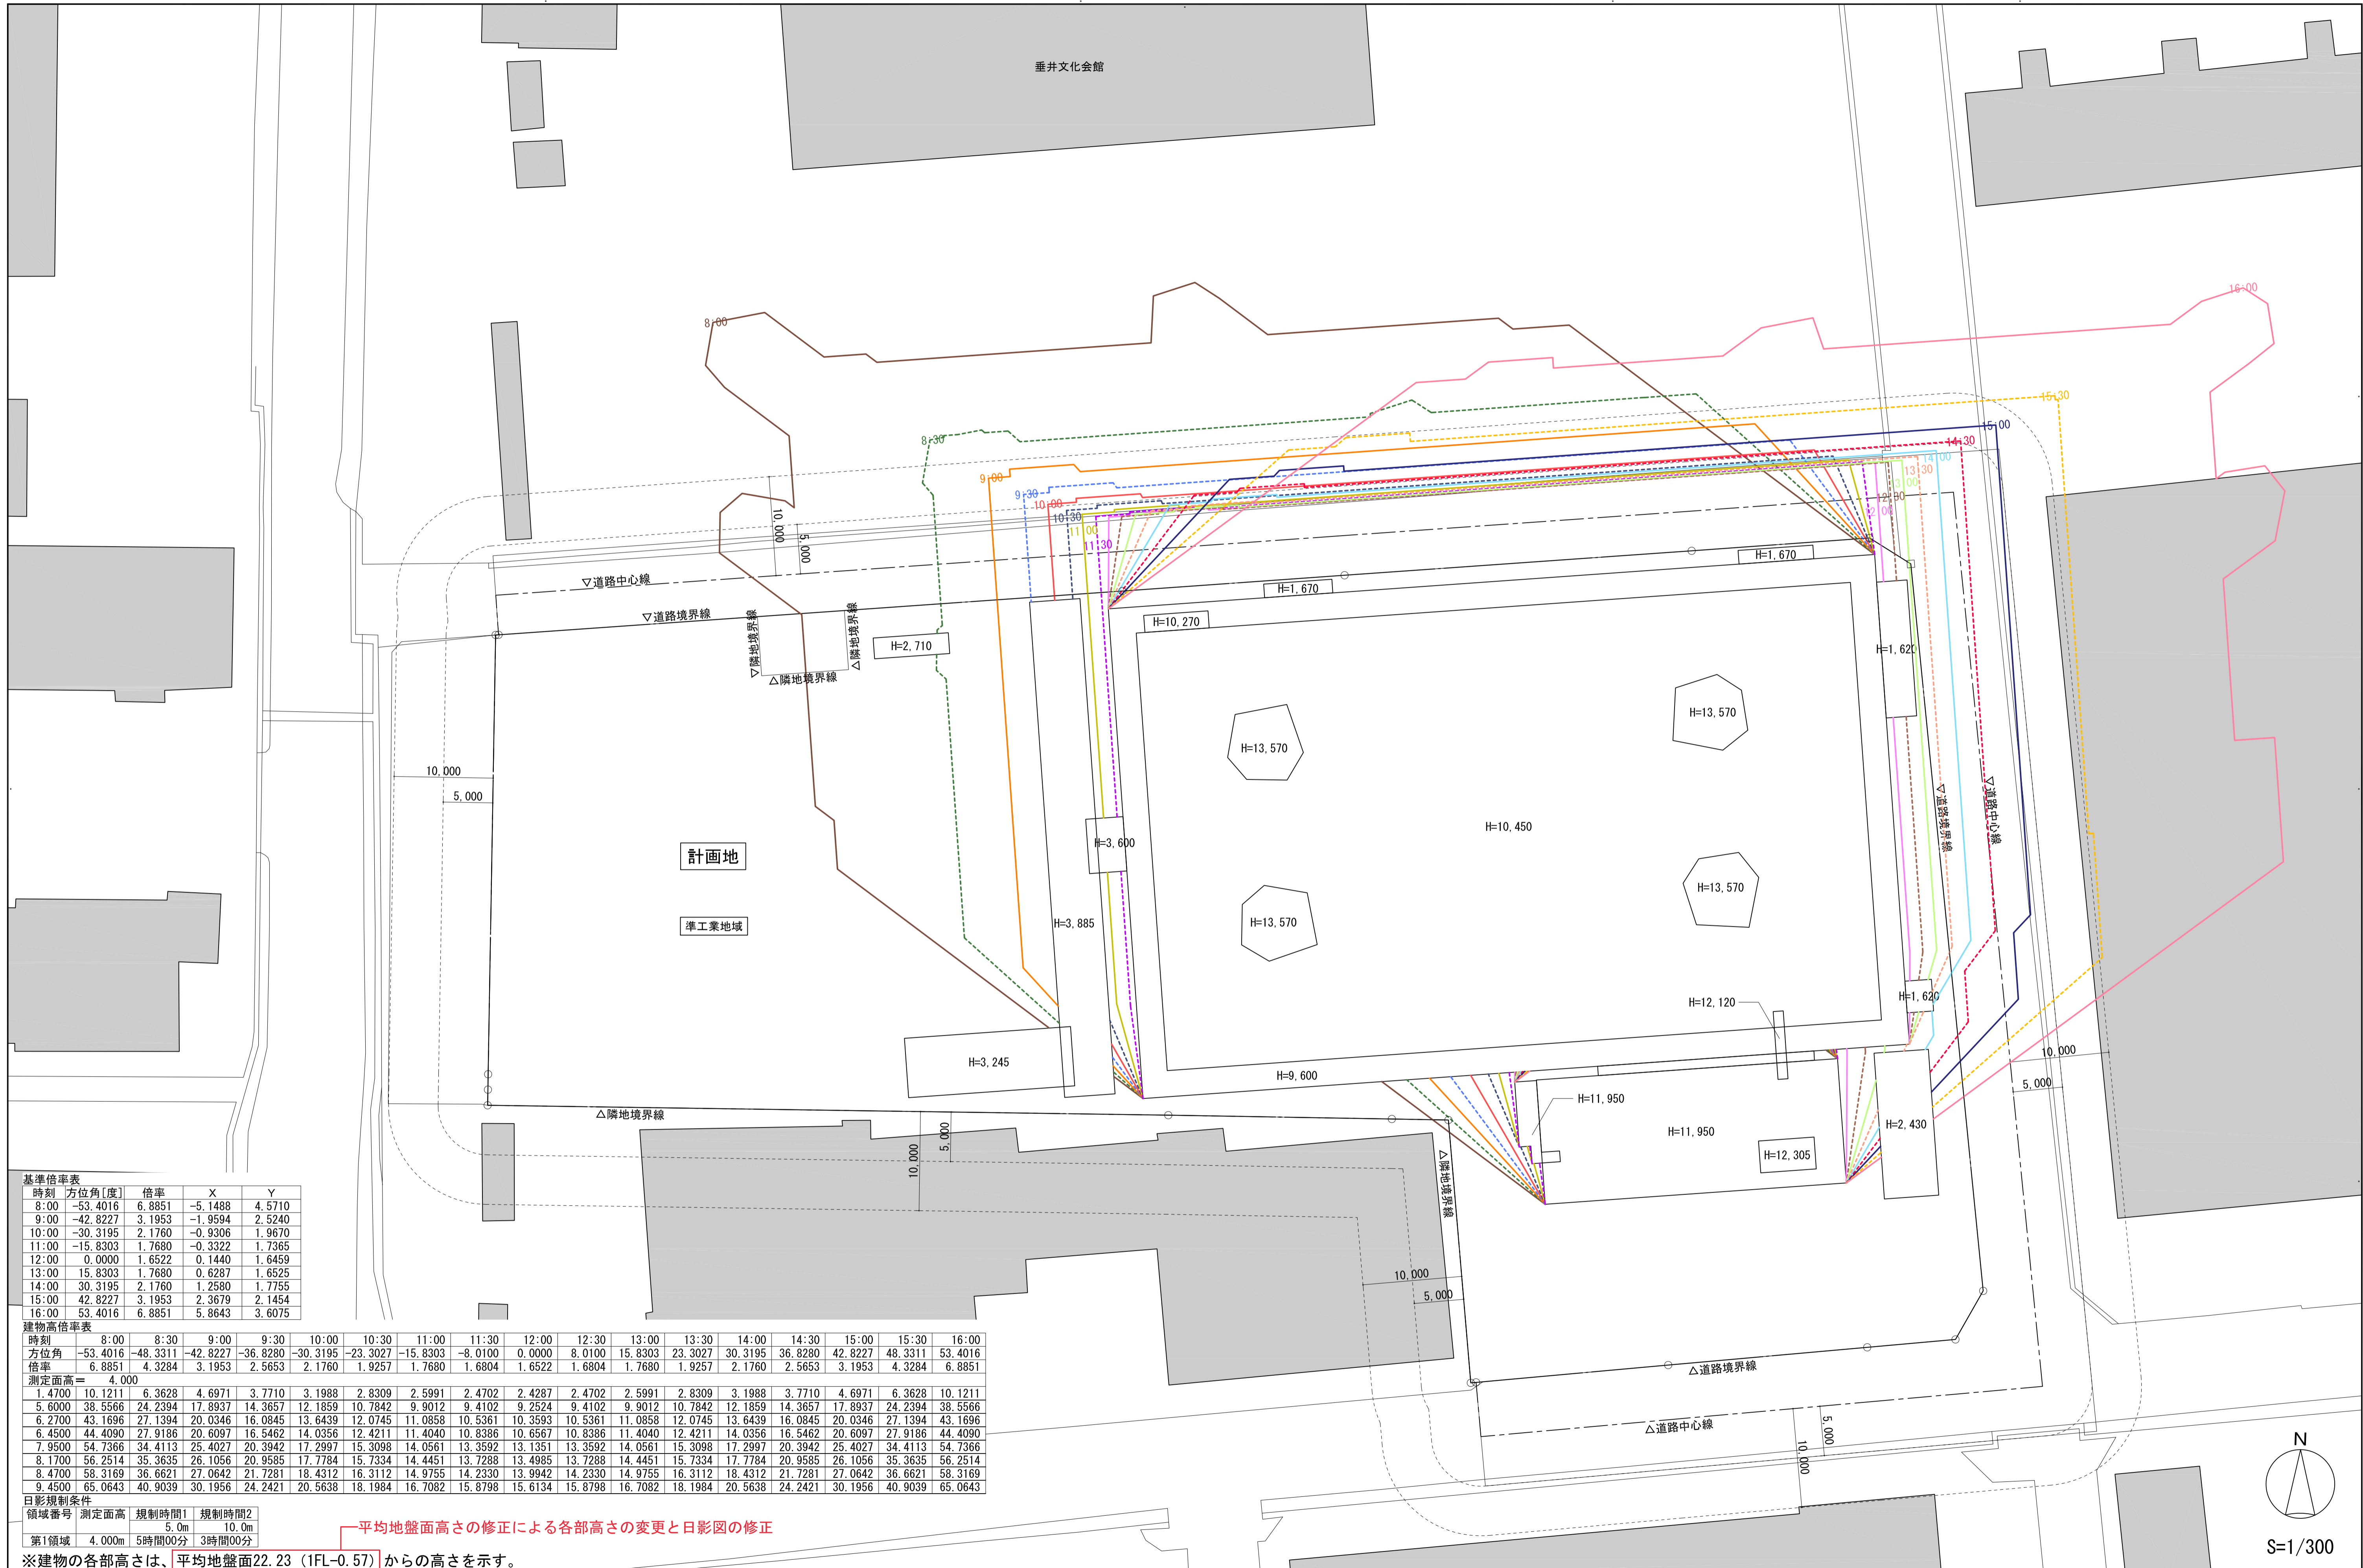 垂井文化会館
16:00
8:00
15:30
15:00
8:30
14:30
14:00
9:00
13:30
13:00
9:30
12:30
10:00
12:00
10:30
11:00
11:30
10,000
5,000
▽道路中心線
▽道路境界線
▽隣地境界線
△隣地境界線
△隣地境界線
H=1,670
H=1,670
H=10,270
H=2,710
H=1,620
H=13,570
H=13,570
H=10,450
H=3,600
10,000
5,000
▽道路境界線
▽道路中心線
計画地
準工業地域
H=3,885
H=13,570
H=13,570
H=12,120
H=1,620
H=3,245
H=9,600
10,000
5,000
H=11,950
H=11,950
H=2,430
H=12,305
△隣地境界線
10,000
5,000
△隣地境界線
10,000
5,000
△道路境界線
△道路中心線
10,000
5,000
基準倍率表
時刻 方位角[度] 倍率 X Y
8:00 -53.4016 6.8851 -5.1488 4.5710
9:00 -42.8227 3.1953 -1.9594 2.5240
10:00 -30.3195 2.1760 -0.9306 1.9670
11:00 -15.8303 1.7680 -0.3322 1.7365
12:00 0.0000 1.6522 0.1440 1.6459
13:00 15.8303 1.7680 0.6287 1.6525
14:00 30.3195 2.1760 1.2580 1.7755
15:00 42.8227 3.1953 2.3679 2.1454
16:00 53.4016 6.8851 5.8643 3.6075
建物高倍率表
時刻 8:00 8:30 9:00 9:30 10:00 10:30 11:00 11:30 12:00 12:30 13:00 13:30 14:00 14:30 15:00 15:30 16:00
方位角 -53.4016 -48.3311 -42.8227 -36.8280 -30.3195 -23.3027 -15.8303 -8.0100 0.0000 8.0100 15.8303 23.3027 30.3195 36.8280 42.8227 48.3311 53.4016
倍率 6.8851 4.3284 3.1953 2.5653 2.1760 1.9257 1.7680 1.6804 1.6522 1.6804 1.7680 1.9257 2.1760 2.5653 3.1953 4.3284 6.8851
測定面高= 4.000
1.4700 10.1211 6.3628 4.6971 3.7710 3.1988 2.8309 2.5991 2.4702 2.4287 2.4702 2.5991 2.8309 3.1988 3.7710 4.6971 6.3628 10.1211
5.6000 38.5566 24.2394 17.8937 14.3657 12.1859 10.7842 9.9012 9.4102 9.2524 9.4102 9.9012 10.7842 12.1859 14.3657 17.8937 24.2394 38.5566
6.2700 43.1696 27.1394 20.0346 16.0845 13.6439 12.0745 11.0858 10.5361 10.3593 10.5361 11.0858 12.0745 13.6439 16.0845 20.0346 27.1394 43.1696
6.4500 44.4090 27.9186 20.6097 16.5462 14.0356 12.4211 11.4040 10.8386 10.6567 10.8386 11.4040 12.4211 14.0356 16.5462 20.6097 27.9186 44.4090
7.9500 54.7366 34.4113 25.4027 20.3942 17.2997 15.3098 14.0561 13.3592 13.1351 13.3592 14.0561 15.3098 17.2997 20.3942 25.4027 34.4113 54.7366
8.1700 56.2514 35.3635 26.1056 20.9585 17.7784 15.7334 14.4451 13.7288 13.4985 13.7288 14.4451 15.7334 17.7784 20.9585 26.1056 35.3635 56.2514
8.4700 58.3169 36.6621 27.0642 21.7281 18.4312 16.3112 14.9755 14.2330 13.9942 14.2330 14.9755 16.3112 18.4312 21.7281 27.0642 36.6621 58.3169
9.4500 65.0643 40.9039 30.1956 24.2421 20.5638 18.1984 16.7082 15.8798 15.6134 15.8798 16.7082 18.1984 20.5638 24.2421 30.1956 40.9039 65.0643
日影規制条件
領域番号 測定面高 規制時間1 規制時間2
5.0m 10.0m
第1領域 4.000m 5時間00分 3時間00分
平均地盤面高さの修正による各部高さの変更と日影図の修正
※建物の各部高さは、平均地盤面22.23（1FL-0.57）からの高さを示す。
N
S=1/300